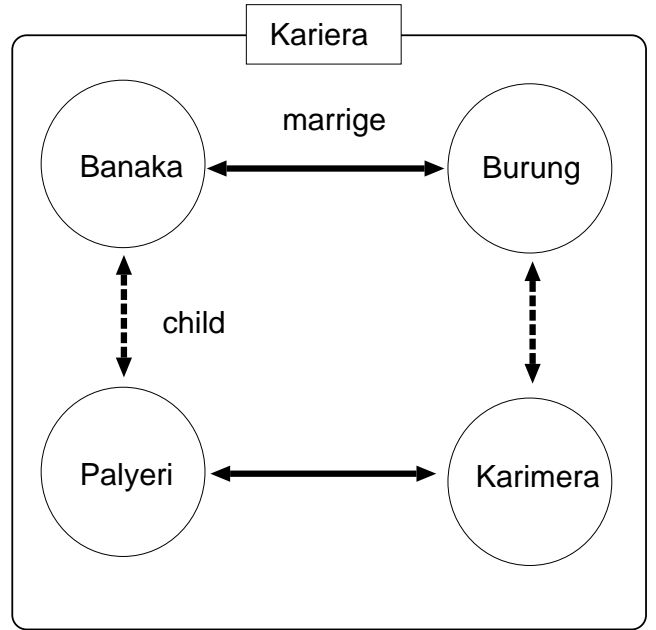 Kariera
marrige
Banaka
Burung
child
Palyeri
Karimera